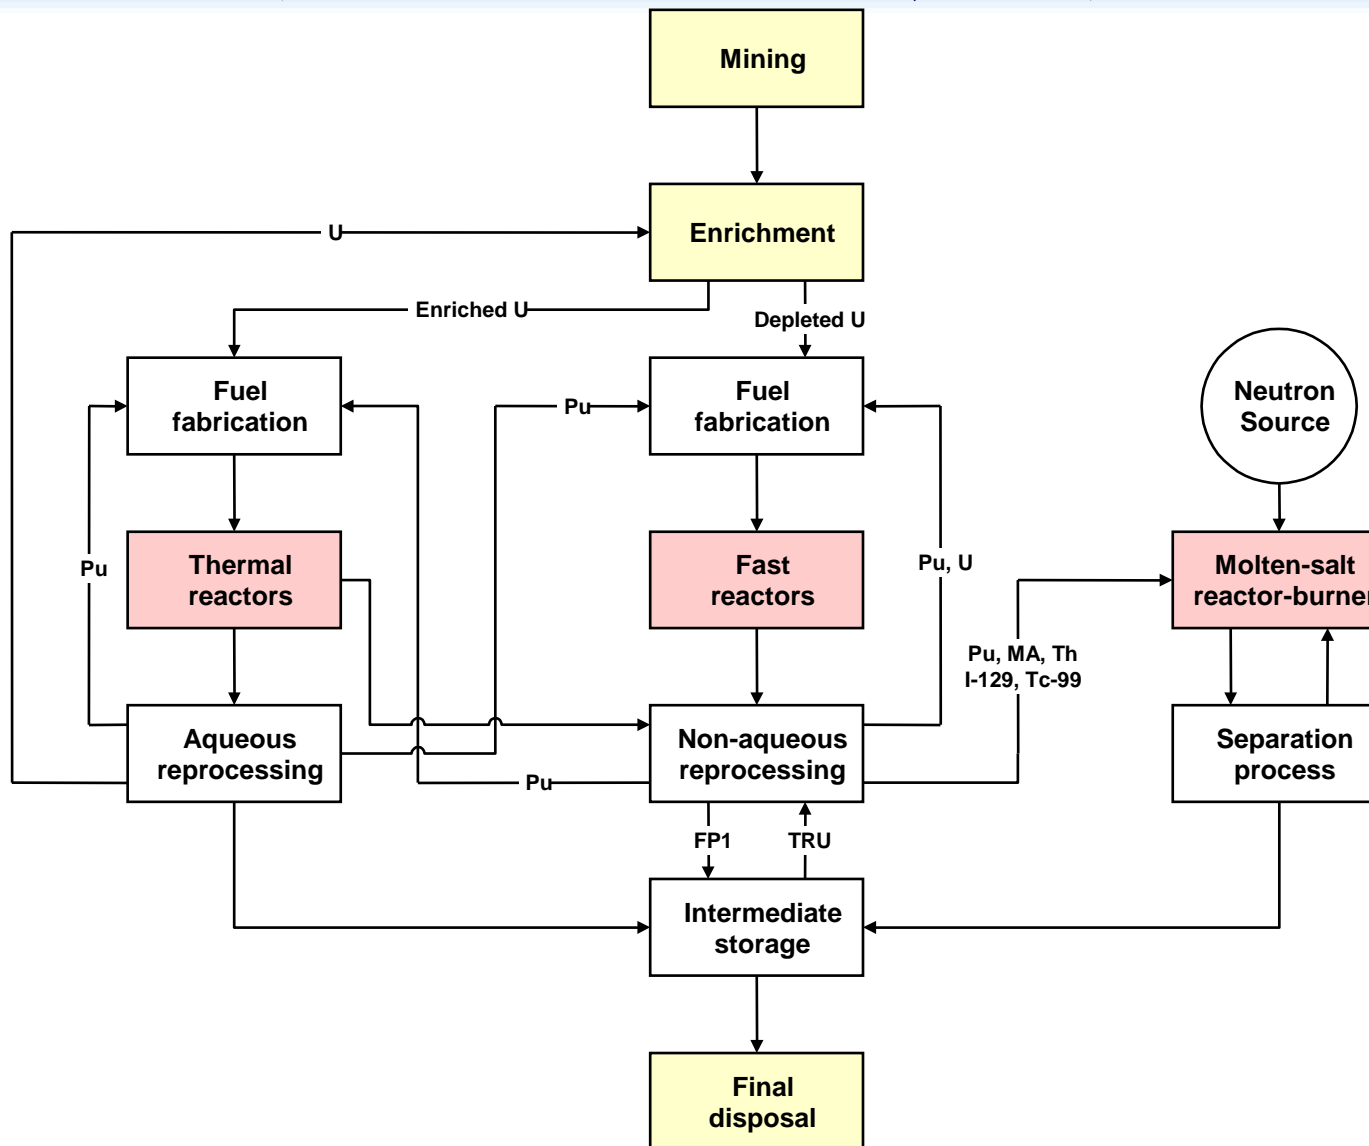 Mining
Enrichment
U
Enriched U
Depleted U
Fuel
fabrication
Pu
Fuel
fabrication
Neutron
Source
Thermal
reactors
Fast
reactors
Molten-salt
reactor-burner
Pu
Pu, U
Pu, MA, Th
I-129, Tc-99
Aqueous
reprocessing
Non-aqueous
reprocessing
Separation
process
Pu
FP1
TRU
Intermediate
storage
Final
disposal